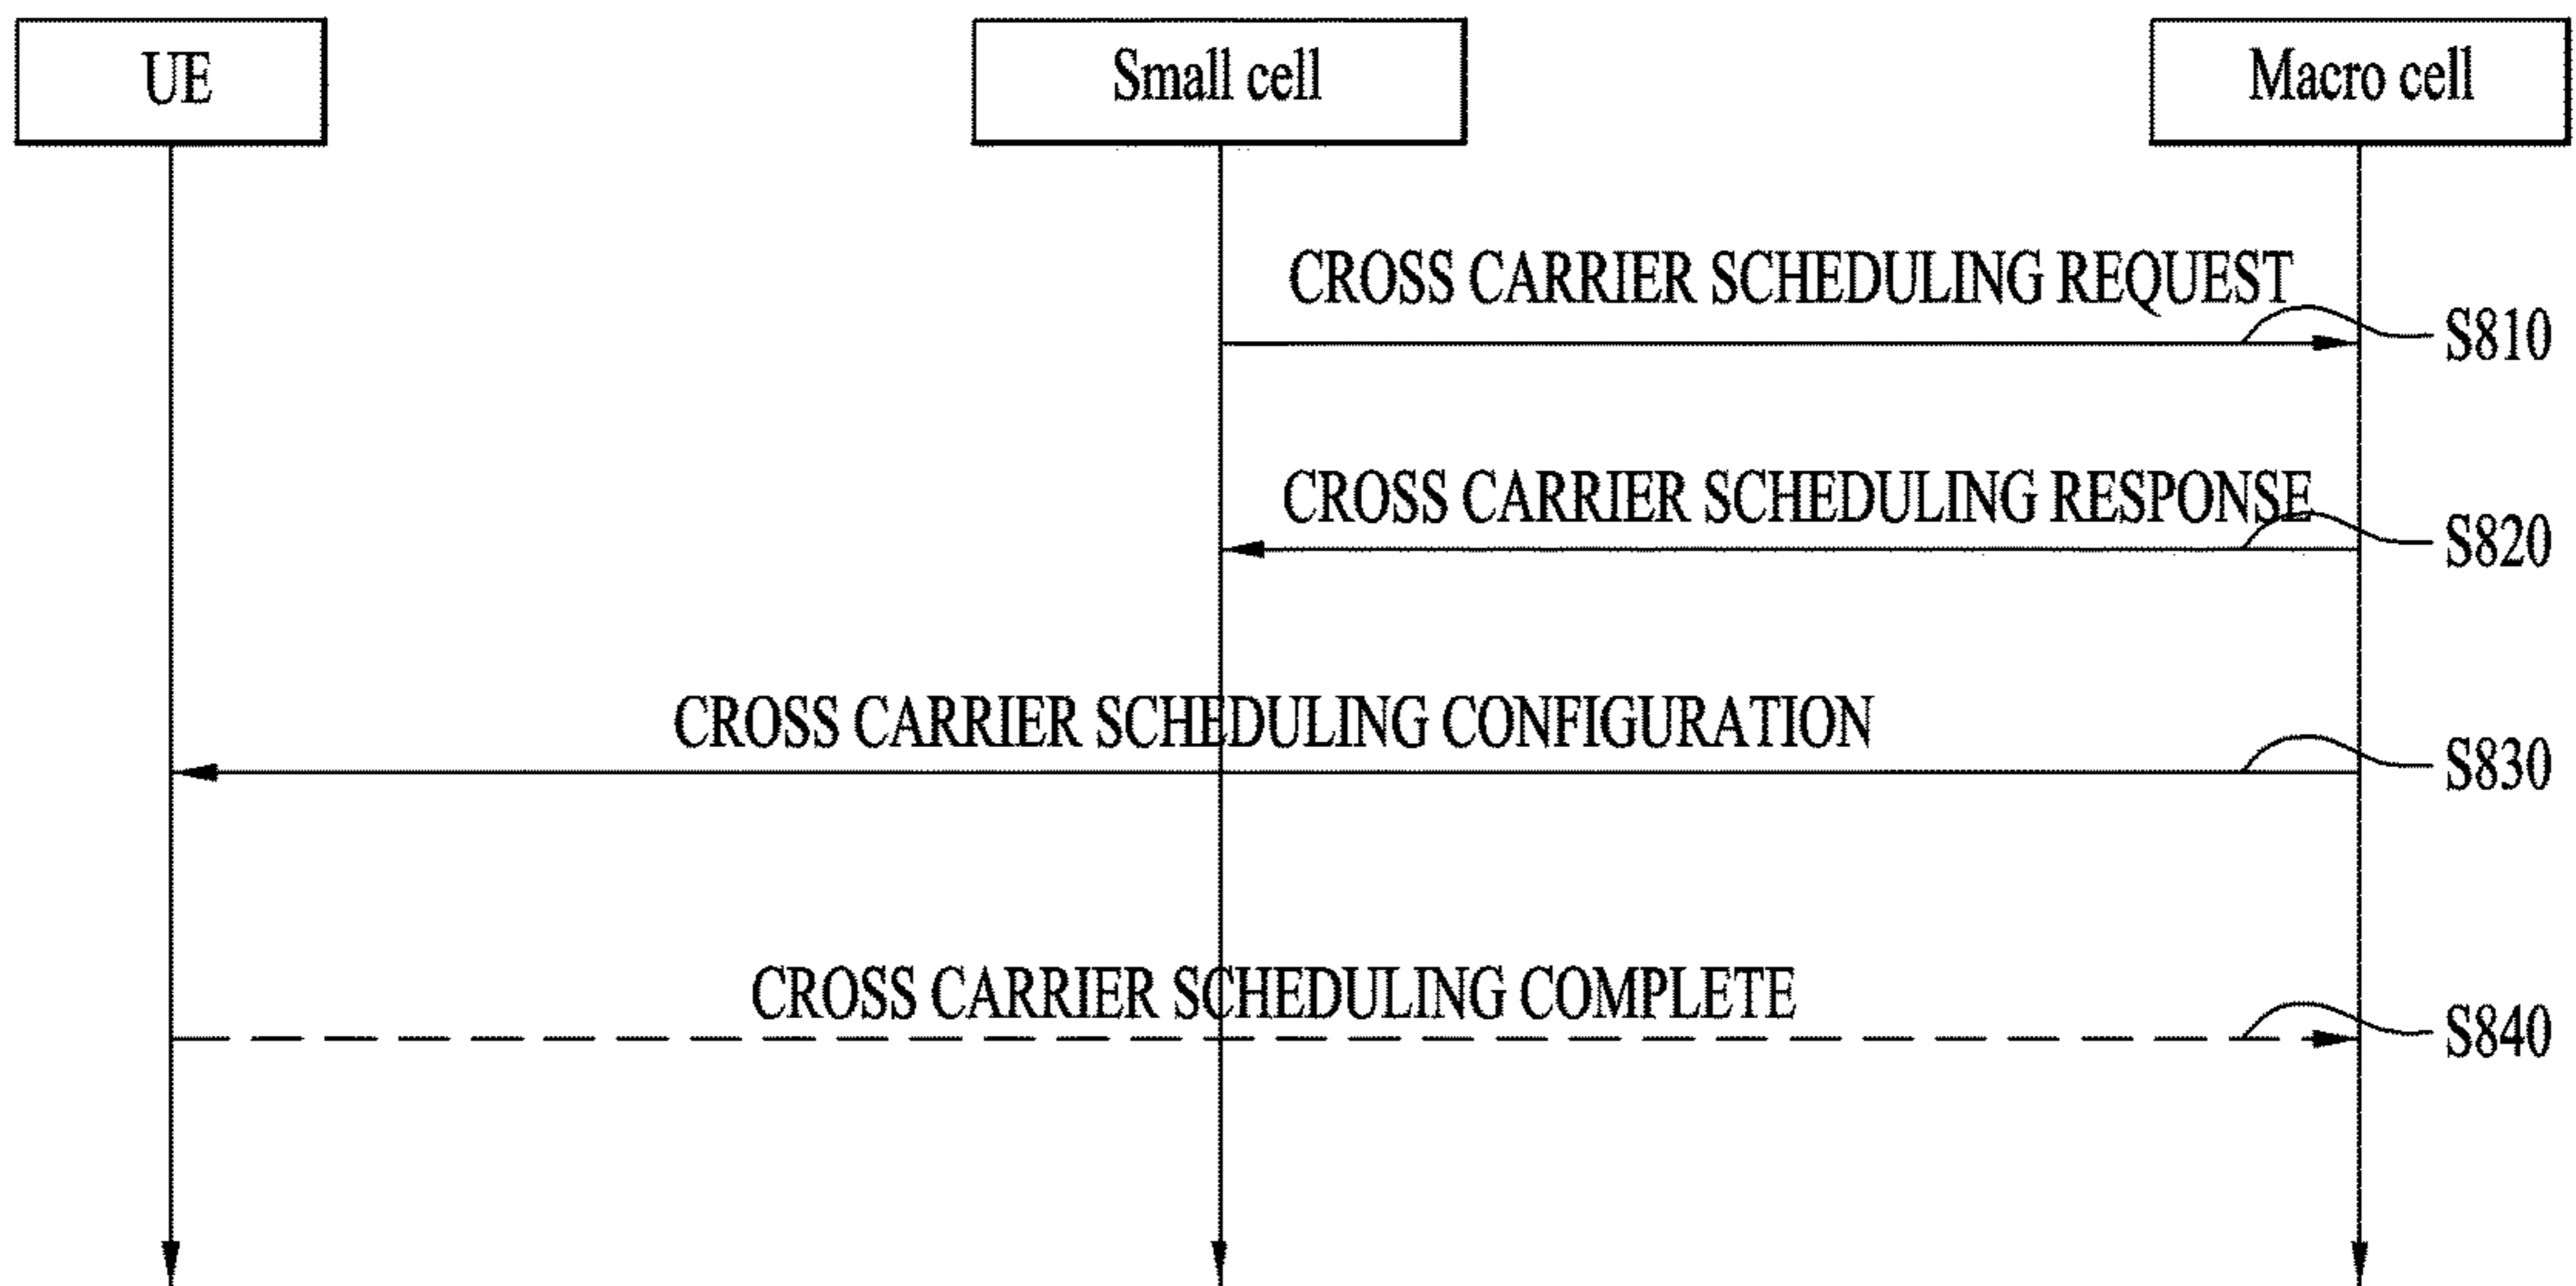 UE
Small cell
Macro cell
CROSS CARRIER SCHEDULING REQUEST
S810
CROSS CARRIER SCHEDULING RESPONSE
S820
CROSS CARRIER SCHEDULING CONFIGURATION
S830
CROSS CARRIER SCHEDULING COMPLETE
S840